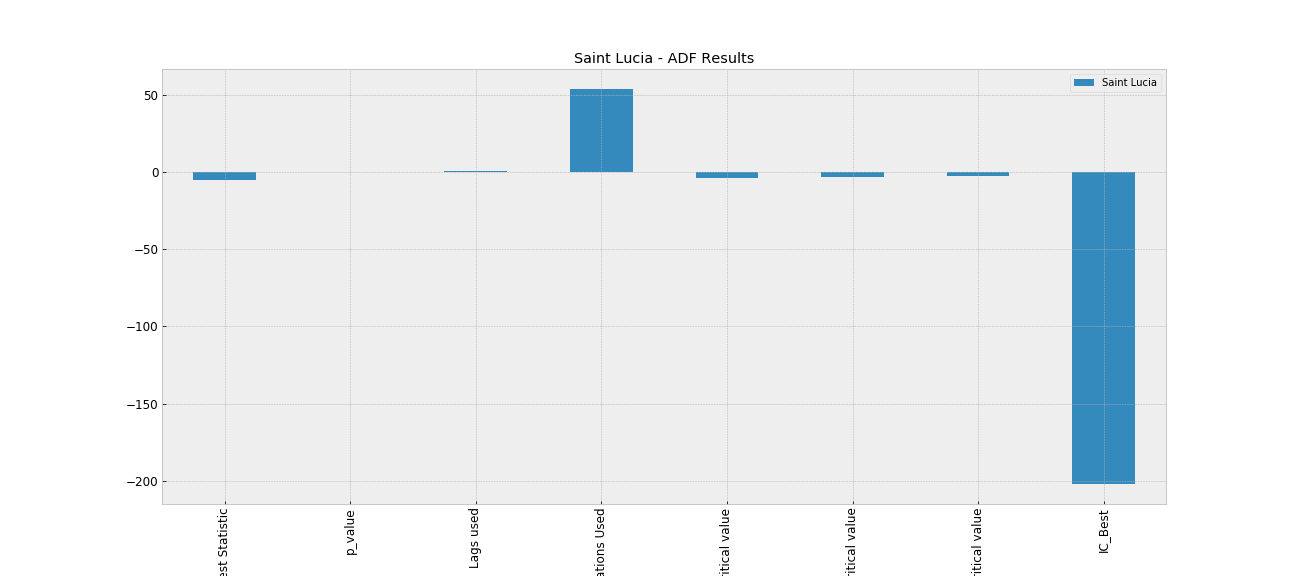 Saint Lucia - ADF Results
Saint Lucia
50
0
−50
−100
−150
−200
est Statistic
p_value
Lags used
ations Used
ritical value
ritical value
ritical value
IC_Best